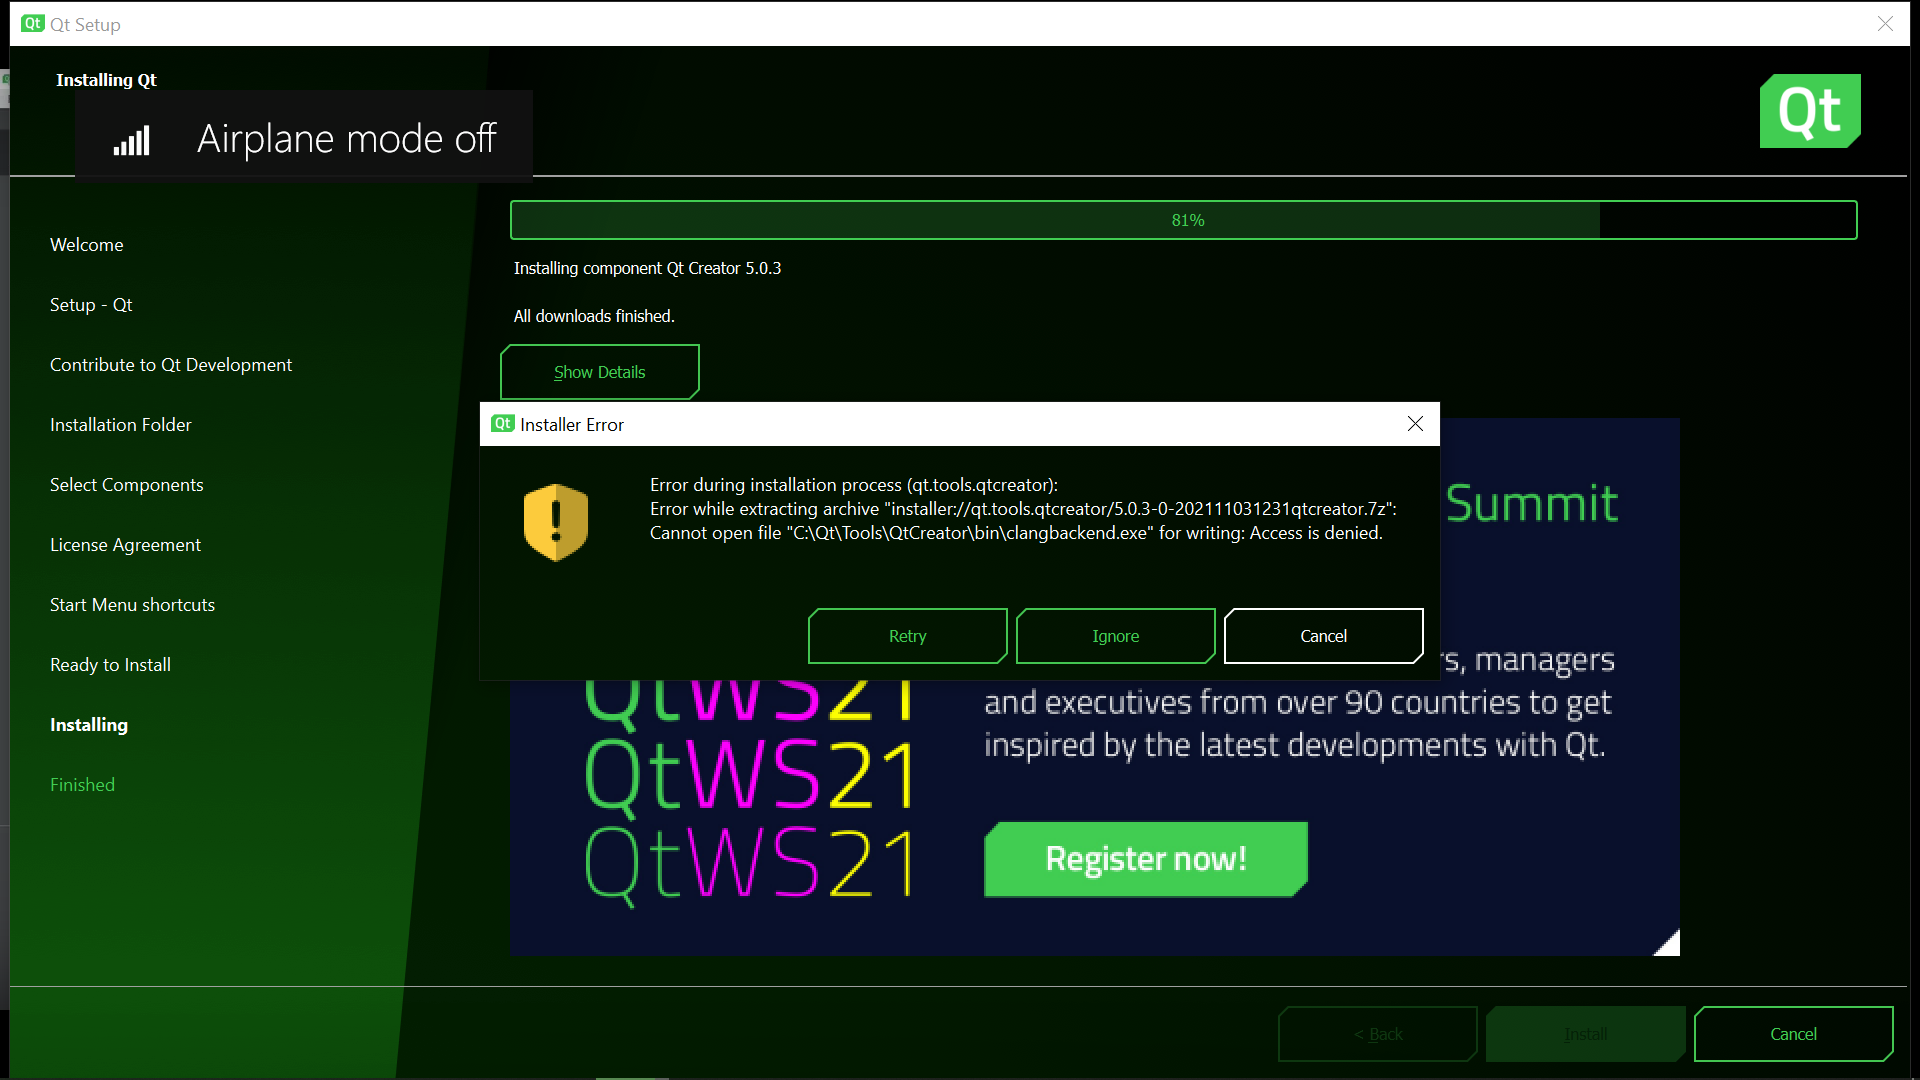 Qt Qt Setup
Installing Qt
Airplane mode off
Qt
81%
Installing component Qt Creator 5.0.3
All downloads finished.
Show Details
Welcome
Setup - Qt
Contribute to Qt Development
Installation Folder
Select Components
License Agreement
Start Menu shortcuts
Ready to Install
Installing
Finished
Qt Installer Error
Error during installation process (qt.tools.qtcreator):
Error while extracting archive "installer://qt.tools.qtcreator/5.0.3-0-202111031231qtcreator.7z":
Cannot open file "C:\Qt\Tools\QtCreator\bin\clangbackend.exe" for writing: Access is denied.
Retry
Ignore
Cancel
Summit
managers
and executives from over 90 countries to get
inspired by the latest developments with Qt.
QtWS21
QtWS21
QtWS21
Register now!
< Back
Install
Cancel